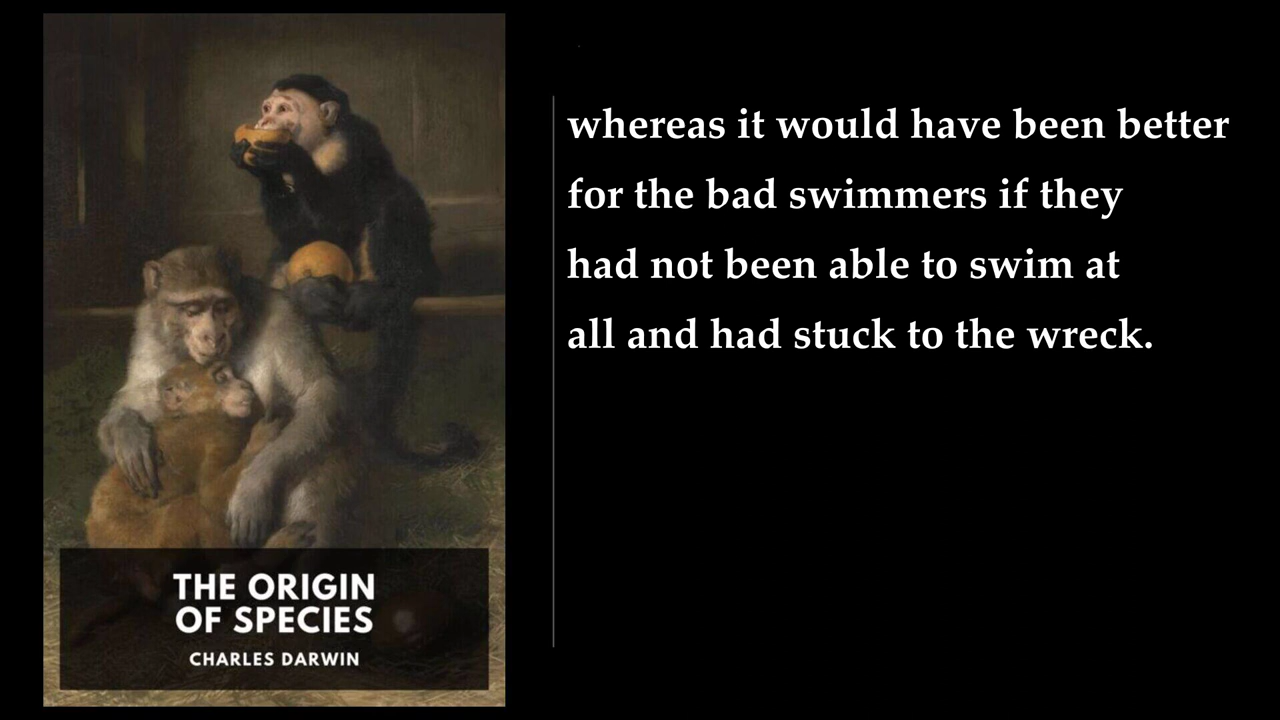 whereas it would have been better
for the bad swimmers if they
had not been able to swim at
all and had stuck to the wreck.
THE ORIGIN
OF SPECIES
CHARLES DARWIN